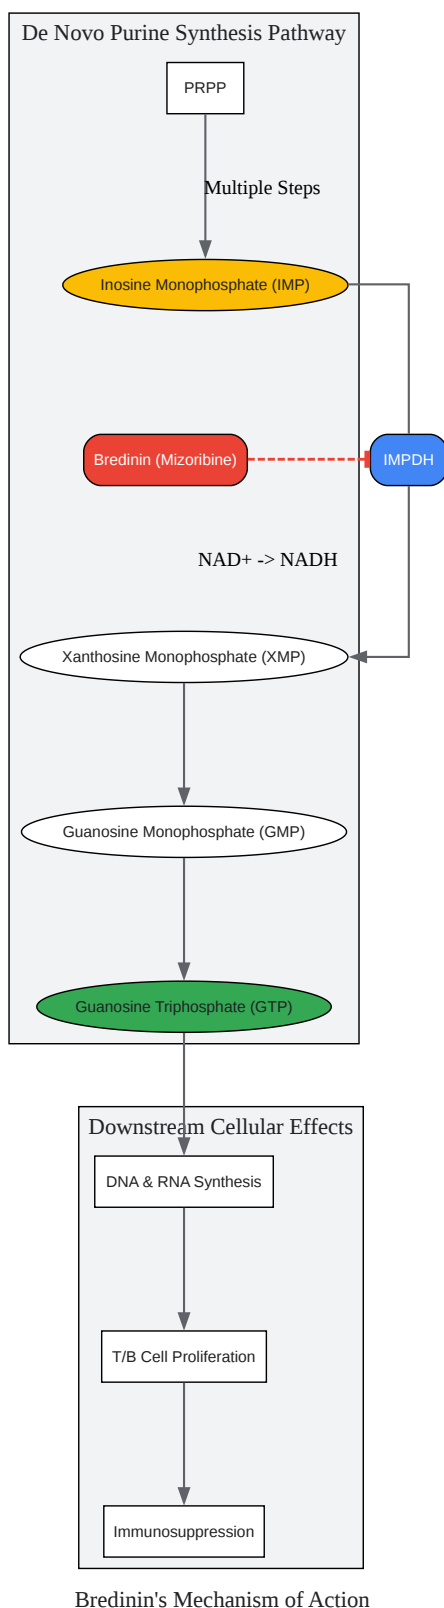 De Novo Purine Synthesis Pathway
PRPP
Multiple Steps
Inosine Monophosphate (IMP)
Bredinin (Mizoribine)
IMPDH
NAD+ -> NADH
Xanthosine Monophosphate (XMP)
Guanosine Monophosphate (GMP)
Guanosine Triphosphate (GTP)
Downstream Cellular Effects
DNA & RNA Synthesis
T/B Cell Proliferation
Immunosuppression
Bredinin's Mechanism of Action